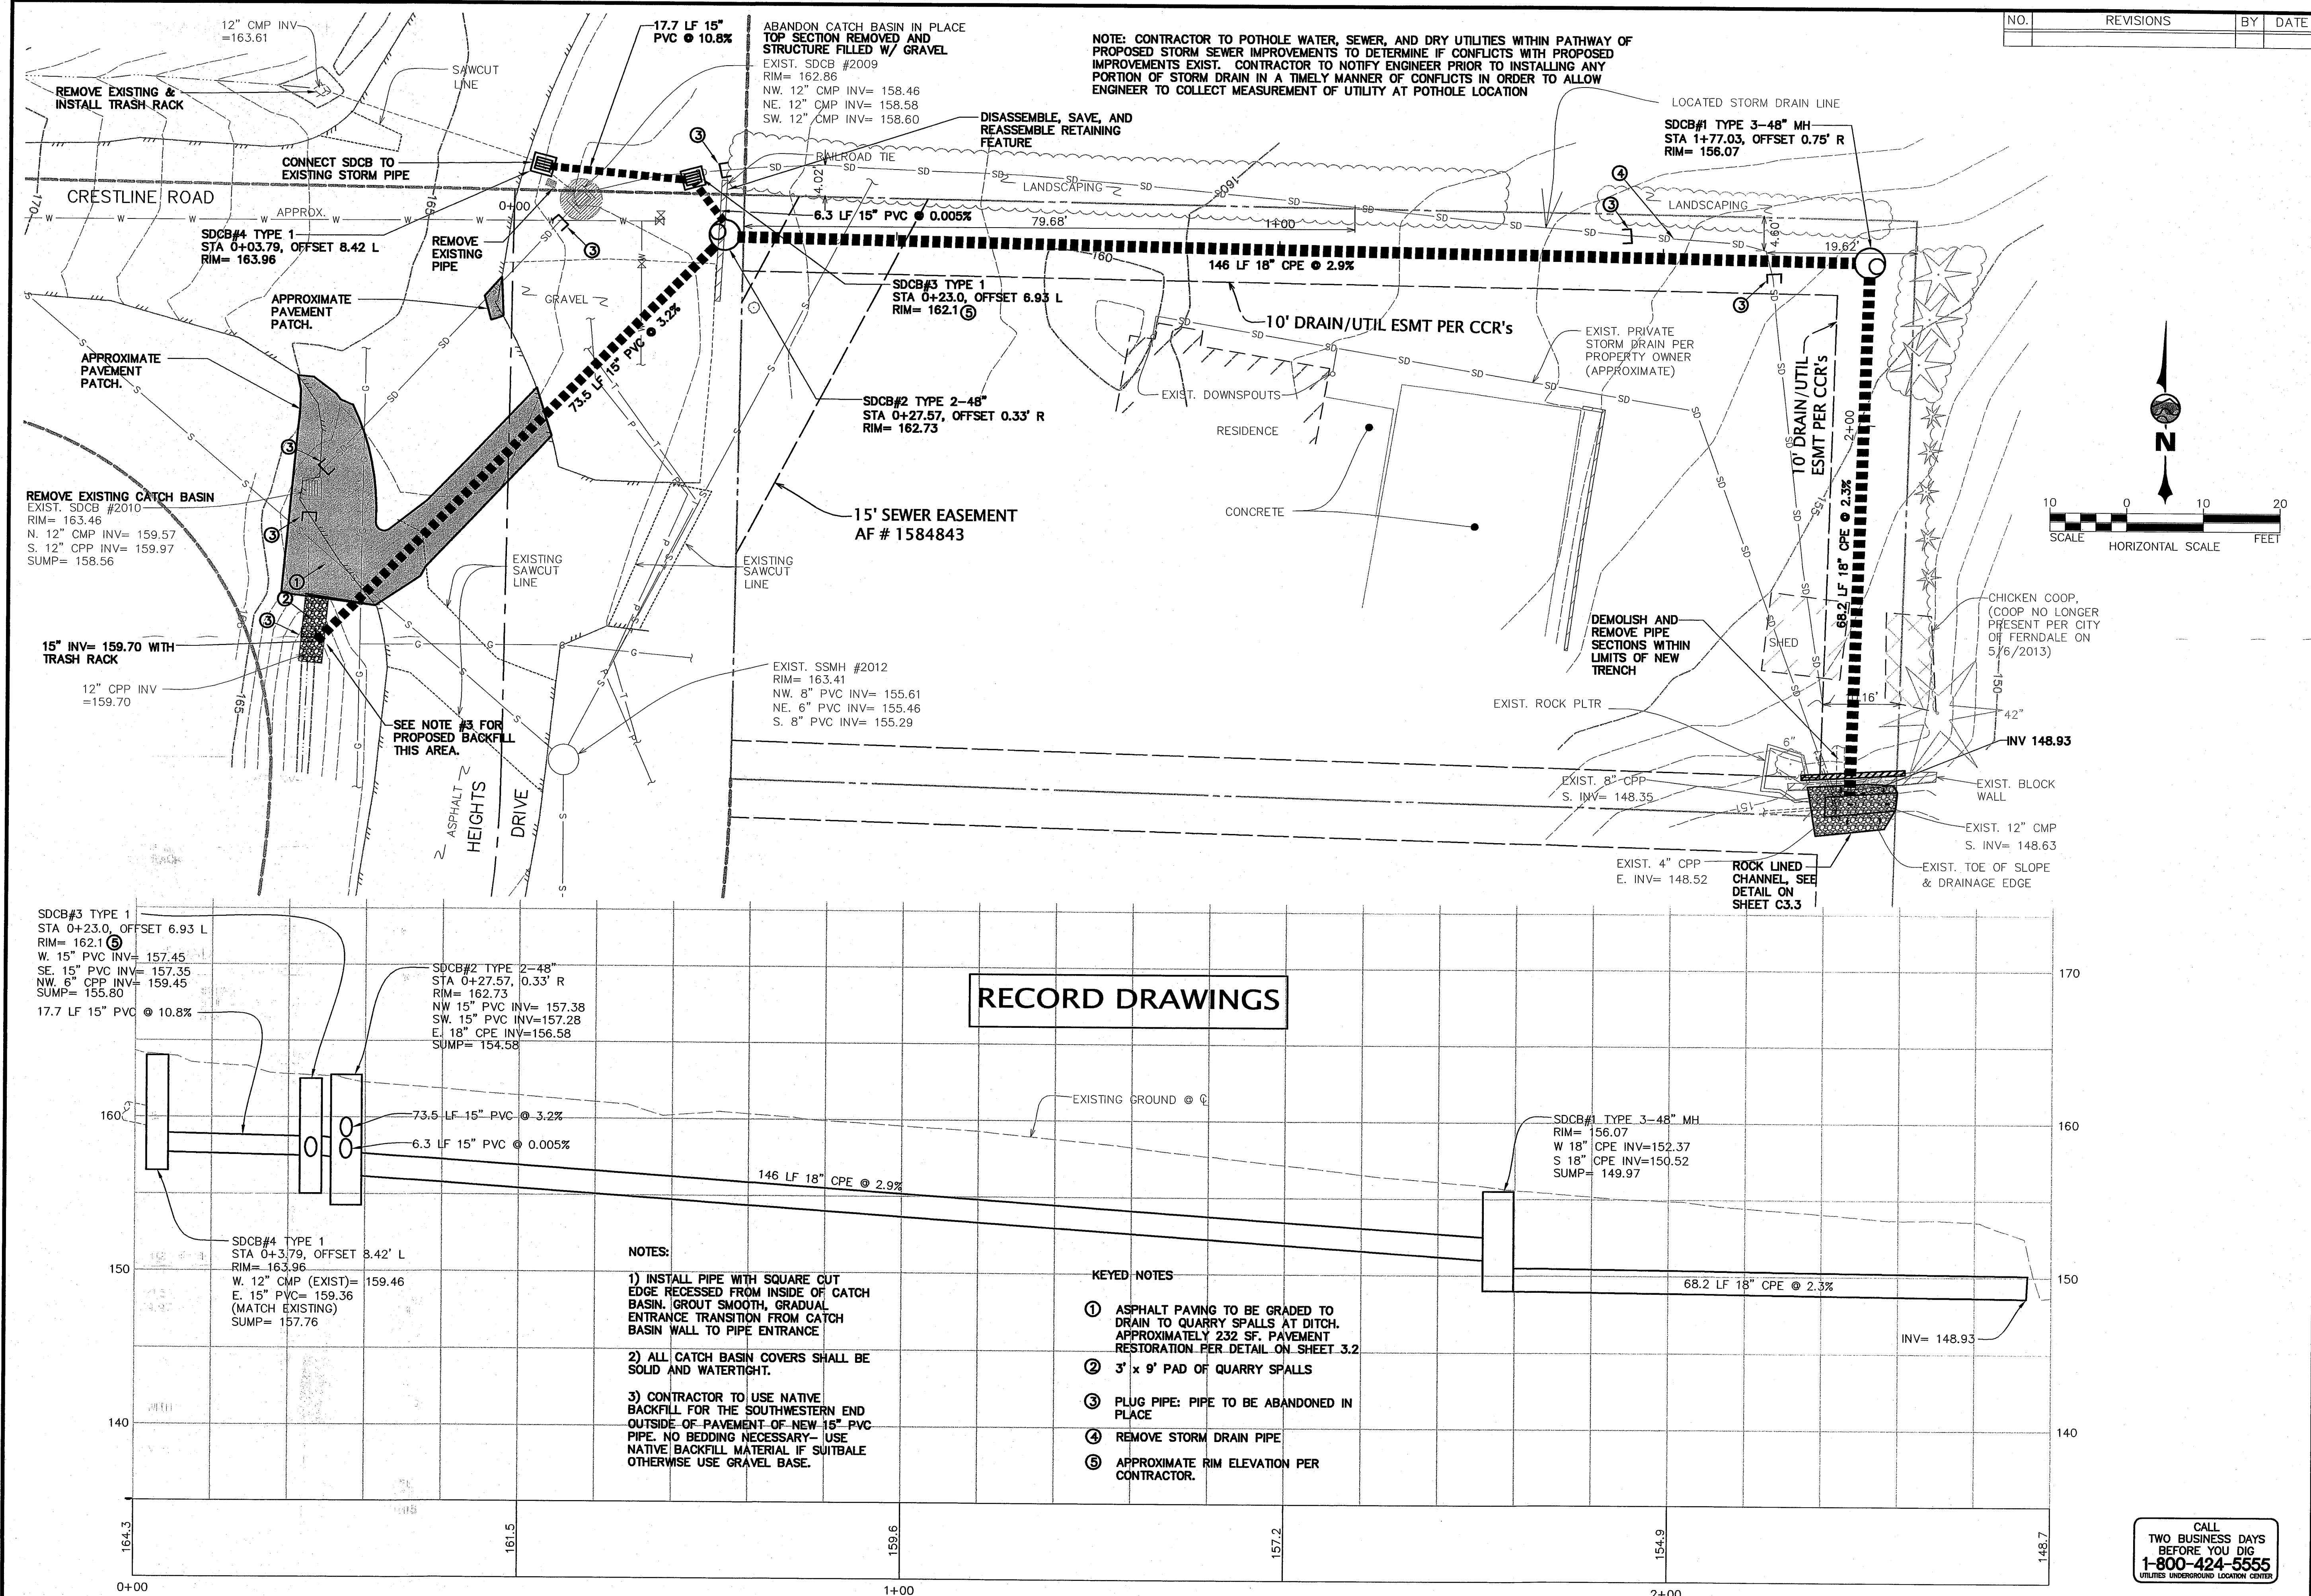 NO. REVISIONS BY DATE
12" CMP INV
=163.61
SAWCUT
LINE
REMOVE EXISTING &
INSTALL TRASH RACK
17.7 LF 15"
PVC @ 10.8%
ABANDON CATCH BASIN IN PLACE
TOP SECTION REMOVED AND
STRUCTURE FILLED W/ GRAVEL
EXIST. SDCB #2009
RIM= 162.86
NW. 12" CMP INV= 158.46
NE. 12" CMP INV= 158.58
SW. 12" CMP INV= 158.60
NOTE: CONTRACTOR TO POTHOLE WATER, SEWER, AND DRY UTILITIES WITHIN PATHWAY OF
PROPOSED STORM SEWER IMPROVEMENTS TO DETERMINE IF CONFLICTS WITH PROPOSED
IMPROVEMENTS EXIST. CONTRACTOR TO NOTIFY ENGINEER PRIOR TO INSTALLING ANY
PORTION OF STORM DRAIN IN A TIMELY MANNER OF CONFLICTS IN ORDER TO ALLOW
ENGINEER TO COLLECT MEASUREMENT OF UTILITY AT POTHOLE LOCATION
DISASSEMBLE, SAVE, AND
REASSEMBLE RETAINING
FEATURE
LOCATED STORM DRAIN LINE
SDCB#1 TYPE 3-48" MH
STA 1+77.03, OFFSET 0.75' R
RIM= 156.07
CONNECT SDCB TO
EXISTING STORM PIPE
RAILROAD TIE
LANDSCAPING
LANDSCAPING
CRESTLINE ROAD
APPROX.
170
165
0+00
4.02'
6.3 LF 15" PVC @ 0.005%
79.68'
1+00
160
160
4.60'
19.62'
SDCB#4 TYPE 1
STA 0+03.79, OFFSET 8.42 L
RIM= 163.96
REMOVE
EXISTING
PIPE
146 LF 18" CPE @ 2.9%
SDCB#3 TYPE 1
STA 0+23.0, OFFSET 6.93 L
RIM= 162.1 5
APPROXIMATE
PAVEMENT
PATCH.
GRAVEL
10' DRAIN/UTIL ESMT PER CCR's
EXIST. PRIVATE
STORM DRAIN PER
PROPERTY OWNER
(APPROXIMATE)
APPROXIMATE
PAVEMENT
PATCH.
73.5 LF 15" PVC @ 3.2%
SDCB#2 TYPE 2-48"
STA 0+27.57, OFFSET 0.33' R
RIM= 162.73
EXIST. DOWNSPOUTS
RESIDENCE
10' DRAIN/UTIL
ESMT PER CCR's
2+00
155
68.2 LF 18" CPE @ 2.3%
N
10 0 10 20
SCALE HORIZONTAL SCALE FEET
REMOVE EXISTING CATCH BASIN
EXIST. SDCB #2010
RIM= 163.46
N. 12" CMP INV= 159.57
S. 12" CPP INV= 159.97
SUMP= 158.56
15' SEWER EASEMENT
AF # 1584843
CONCRETE
EXISTING
SAWCUT
LINE
EXISTING
SAWCUT
LINE
CHICKEN COOP,
(COOP NO LONGER
PRESENT PER CITY
OF FERNDALE ON
5/6/2013)
DEMOLISH AND
REMOVE PIPE
SECTIONS WITHIN
LIMITS OF NEW
TRENCH
SHED
15" INV= 159.70 WITH
TRASH RACK
12" CPP INV
=159.70
165
EXIST. SSMH #2012
RIM= 163.41
NW. 8" PVC INV= 155.61
NE. 6" PVC INV= 155.46
S. 8" PVC INV= 155.29
SEE NOTE #3 FOR
PROPOSED BACKFILL
THIS AREA.
EXIST. ROCK PLTR
150
42"
6"
INV 148.93
ASPHALT
HEIGHTS
DRIVE
EXIST. 8" CPP
S. INV= 148.35
151
EXIST. BLOCK
WALL
EXIST. 12" CMP
S. INV= 148.63
EXIST. 4" CPP
E. INV= 148.52
ROCK LINED
CHANNEL, SEE
DETAIL ON
SHEET C3.3
EXIST. TOE OF SLOPE
& DRAINAGE EDGE
SDCB#3 TYPE 1
STA 0+23.0, OFFSET 6.93 L
RIM= 162.1 5
W. 15" PVC INV= 157.45
SE. 15" PVC INV= 157.35
NW. 6" CPP INV= 159.45
SUMP= 155.80
17.7 LF 15" PVC @ 10.8%
SDCB#2 TYPE 2-48"
STA 0+27.57, 0.33' R
RIM= 162.73
NW 15" PVC INV= 157.38
SW. 15" PVC INV=157.28
E. 18" CPE INV=156.58
SUMP= 154.58
RECORD DRAWINGS
170
160
73.5 LF 15" PVC @ 3.2%
6.3 LF 15" PVC @ 0.005%
EXISTING GROUND @ ℄
SDCB#1 TYPE 3-48" MH
RIM= 156.07
W 18" CPE INV=152.37
S 18" CPE INV=150.52
SUMP= 149.97
160
146 LF 18" CPE @ 2.9%
SDCB#4 TYPE 1
STA 0+3.79, OFFSET 8.42' L
RIM= 163.96
W. 12" CMP (EXIST)= 159.46
E. 15" PVC= 159.36
(MATCH EXISTING)
SUMP= 157.76
150
68.2 LF 18" CPE @ 2.3%
150
INV= 148.93
NOTES:
1) INSTALL PIPE WITH SQUARE CUT
EDGE RECESSED FROM INSIDE OF CATCH
BASIN. GROUT SMOOTH, GRADUAL
ENTRANCE TRANSITION FROM CATCH
BASIN WALL TO PIPE ENTRANCE
2) ALL CATCH BASIN COVERS SHALL BE
SOLID AND WATERTIGHT.
3) CONTRACTOR TO USE NATIVE
BACKFILL FOR THE SOUTHWESTERN END
OUTSIDE OF PAVEMENT OF NEW 15" PVC
PIPE. NO BEDDING NECESSARY- USE
NATIVE BACKFILL MATERIAL IF SUITBALE
OTHERWISE USE GRAVEL BASE.
KEYED NOTES
1 ASPHALT PAVING TO BE GRADED TO
DRAIN TO QUARRY SPALLS AT DITCH.
APPROXIMATELY 232 SF. PAVEMENT
RESTORATION PER DETAIL ON SHEET 3.2
2 3' x 9' PAD OF QUARRY SPALLS
3 PLUG PIPE: PIPE TO BE ABANDONED IN
PLACE
4 REMOVE STORM DRAIN PIPE
5 APPROXIMATE RIM ELEVATION PER
CONTRACTOR.
140
140
164.3 161.5 159.6 157.2 154.9 148.7
0+00 1+00 2+00
CALL
TWO BUSINESS DAYS
BEFORE YOU DIG
1-800-424-5555
UTILITIES UNDERGROUND LOCATION CENTER